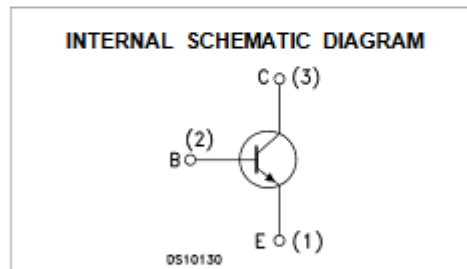 INTERNAL SCHEMATIC DIAGRAM
C (3)
(2)
B
E (1)
DS10130